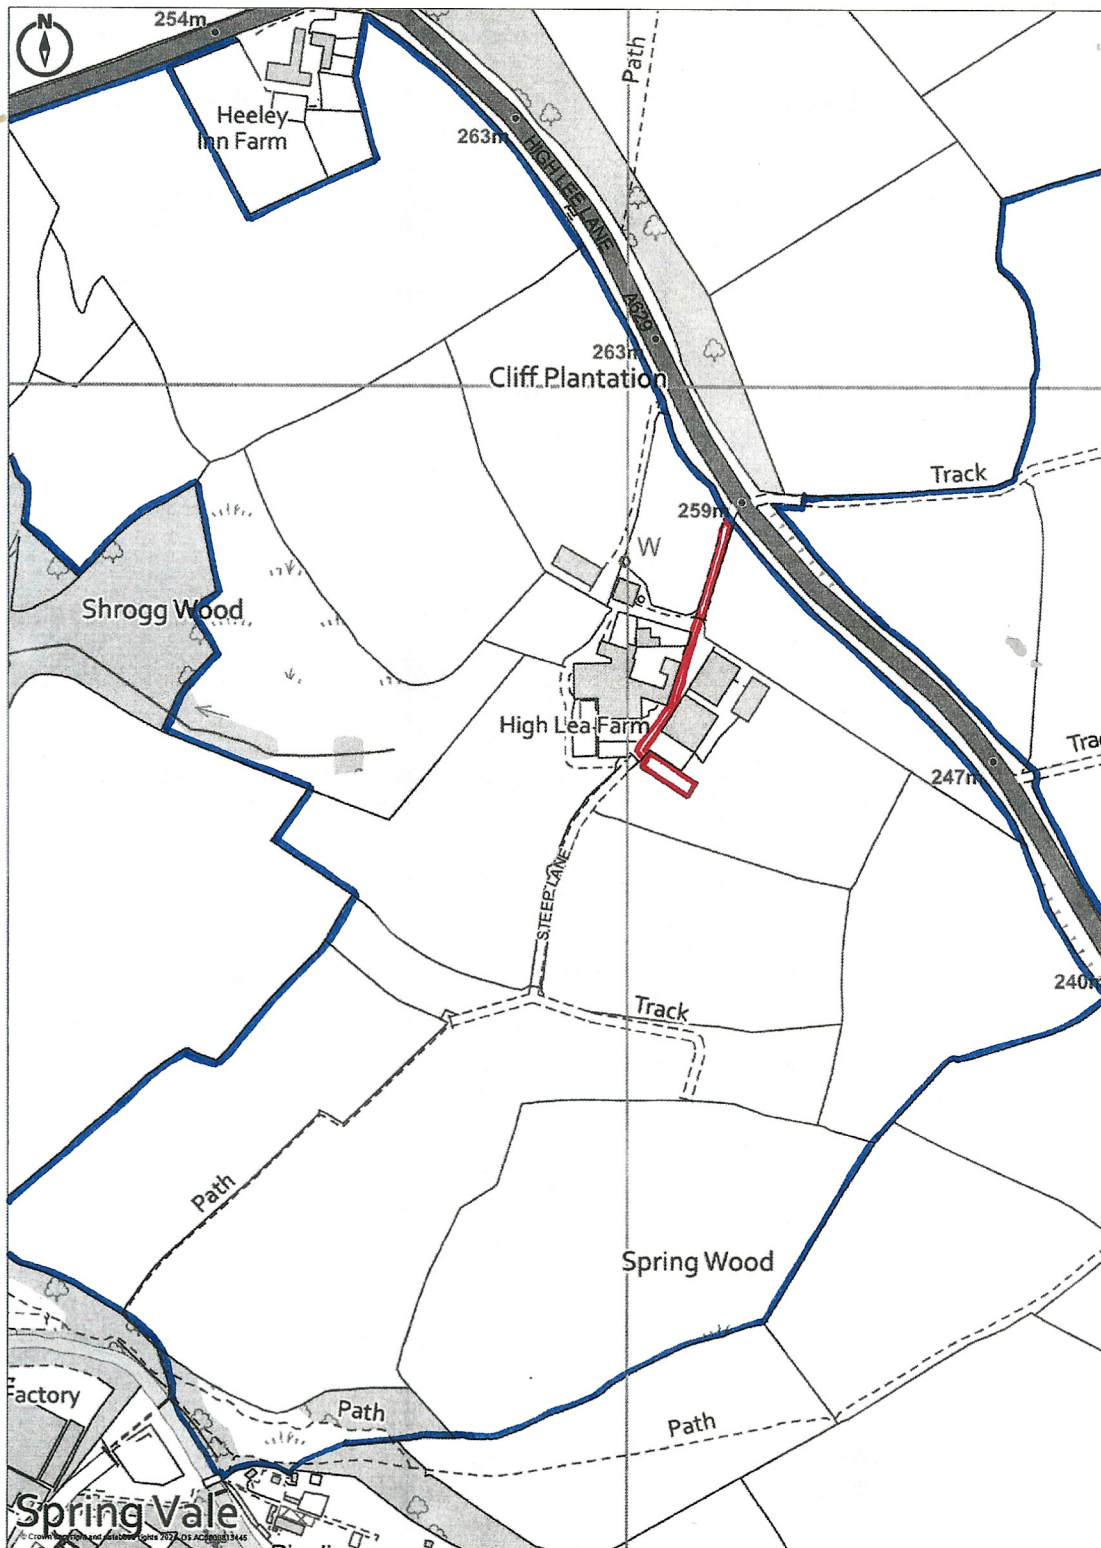 N
254m
Heeley
Inn Farm
263m
Path
HIGH LEE LANE
A629
263m
Cliff Plantation
Track
259m
W
Shrogg Wood
High Lea Farm
247m
STEEP LANE
240m
Track
Path
Spring Wood
Factory
Path
Path
Spring Vale